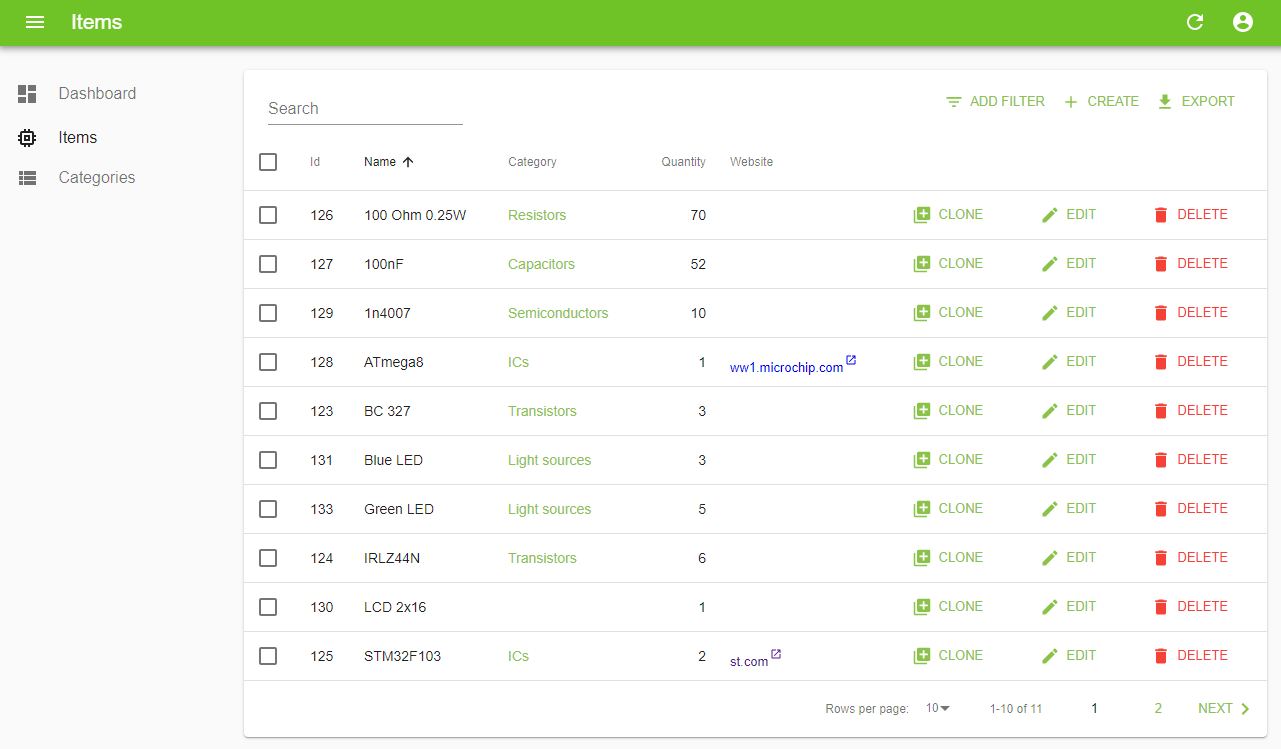 Items
Dashboard
Items
Categories
Search
ADD FILTER CREATE EXPORT
Id Name Category Quantity Website
126 100 Ohm 0.25W Resistors 70 CLONE EDIT DELETE
127 100nF Capacitors 52 CLONE EDIT DELETE
129 1n4007 Semiconductors 10 CLONE EDIT DELETE
128 ATmega8 ICs 1 ww1.microchip.com CLONE EDIT DELETE
123 BC 327 Transistors 3 CLONE EDIT DELETE
131 Blue LED Light sources 3 CLONE EDIT DELETE
133 Green LED Light sources 5 CLONE EDIT DELETE
124 IRLZ44N Transistors 6 CLONE EDIT DELETE
130 LCD 2x16 1 CLONE EDIT DELETE
125 STM32F103 ICs 2 st.com CLONE EDIT DELETE
Rows per page: 10 1-10 of 11 1 2 NEXT